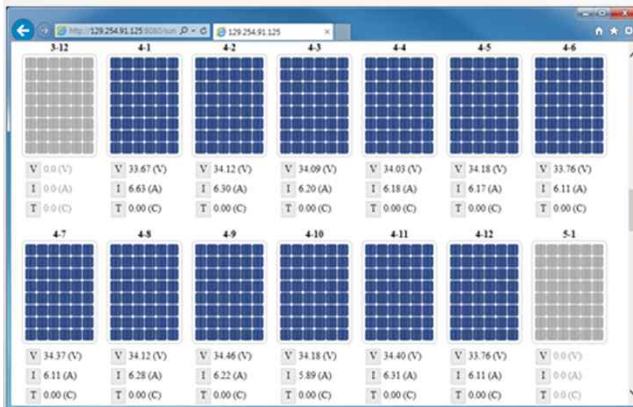 http://129.254.91.125:8080/sun
129.254.91.125
3-12 4-1 4-2 4-3 4-4 4-5 4-6
V 0.0 (V) V 33.67 (V) V 34.12 (V) V 34.09 (V) V 34.03 (V) V 34.18 (V) V 33.76 (V)
I 0.0 (A) I 6.63 (A) I 6.30 (A) I 6.20 (A) I 6.18 (A) I 6.17 (A) I 6.11 (A)
T 0.0 (C) T 0.00 (C) T 0.00 (C) T 0.00 (C) T 0.00 (C) T 0.00 (C) T 0.00 (C)
4-7 4-8 4-9 4-10 4-11 4-12 5-1
V 34.37 (V) V 34.12 (V) V 34.46 (V) V 34.18 (V) V 34.40 (V) V 33.76 (V) V 0.0 (V)
I 6.11 (A) I 6.28 (A) I 6.22 (A) I 5.89 (A) I 6.31 (A) I 6.11 (A) I 0.0 (A)
T 0.00 (C) T 0.00 (C) T 0.00 (C) T 0.00 (C) T 0.00 (C) T 0.00 (C) T 0.0 (C)